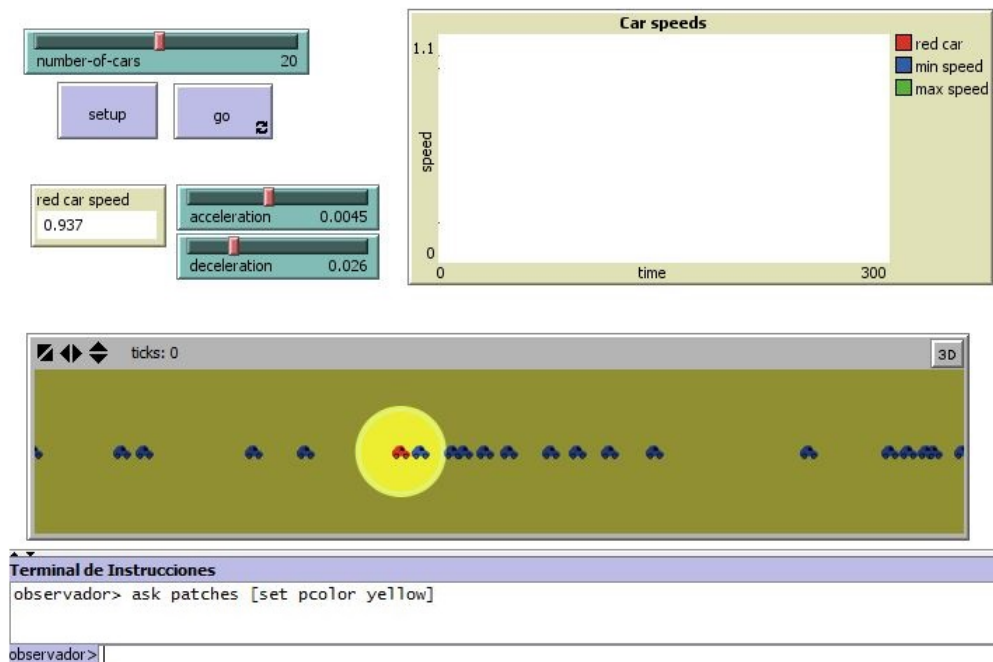 number-of-cars 20
setup
go
red car speed
0.937
acceleration 0.0045
deceleration 0.026
Car speeds
1.1
speed
0
0
time
300
red car
min speed
max speed
ticks: 0
3D
Terminal de Instrucciones
observador> ask patches [set pcolor yellow]
observador>